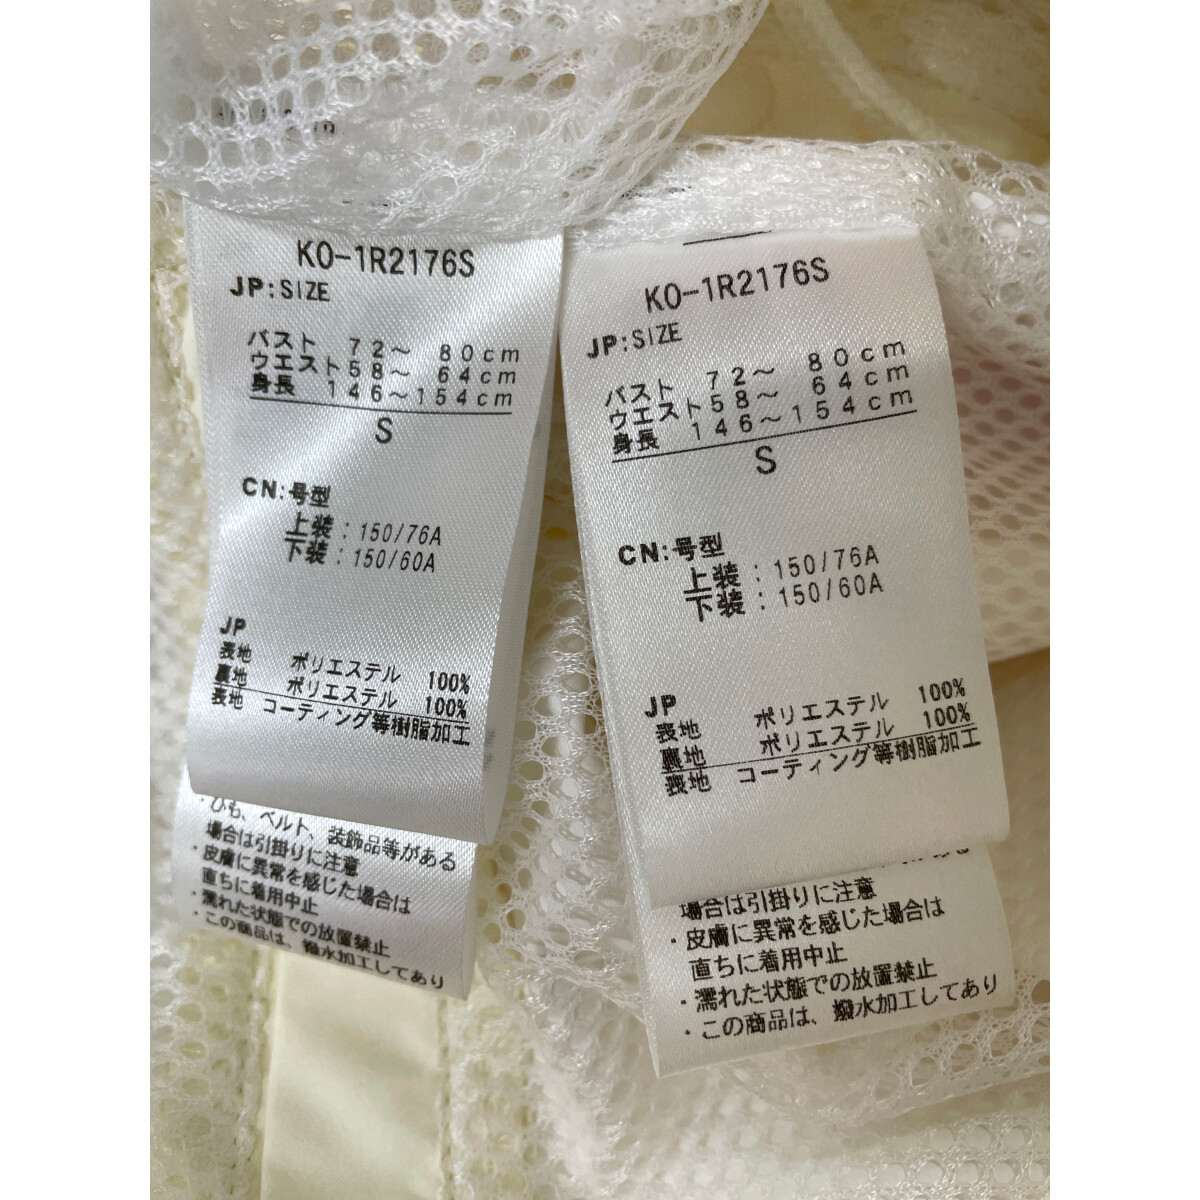 KO-1R2176S
JP:SIZE
バスト 72～ 80cm
ウエスト58～ 64cm
身長 146～154cm
S
CN:号型
上装:150/76A
下装:150/60A
JP
表地 ポリエステル 100%
裏地 ポリエステル 100%
表地 コーティング等樹脂加工
・ひも、ベルト、装飾品等がある
場合は引掛りに注意
・皮膚に異常を感じた場合は
直ちに着用中止
・濡れた状態での放置禁止
・この商品は、撥水加工してあり
KO-1R2176S
JP:SIZE
バスト 72～ 80cm
ウエスト58～ 64cm
身長 146～154cm
S
CN:号型
上装:150/76A
下装:150/60A
JP
表地 ポリエステル 100%
裏地 ポリエステル 100%
表地 コーティング等樹脂加工
場合は引掛りに注意
・皮膚に異常を感じた場合は
直ちに着用中止
・濡れた状態での放置禁止
・この商品は、撥水加工してあり